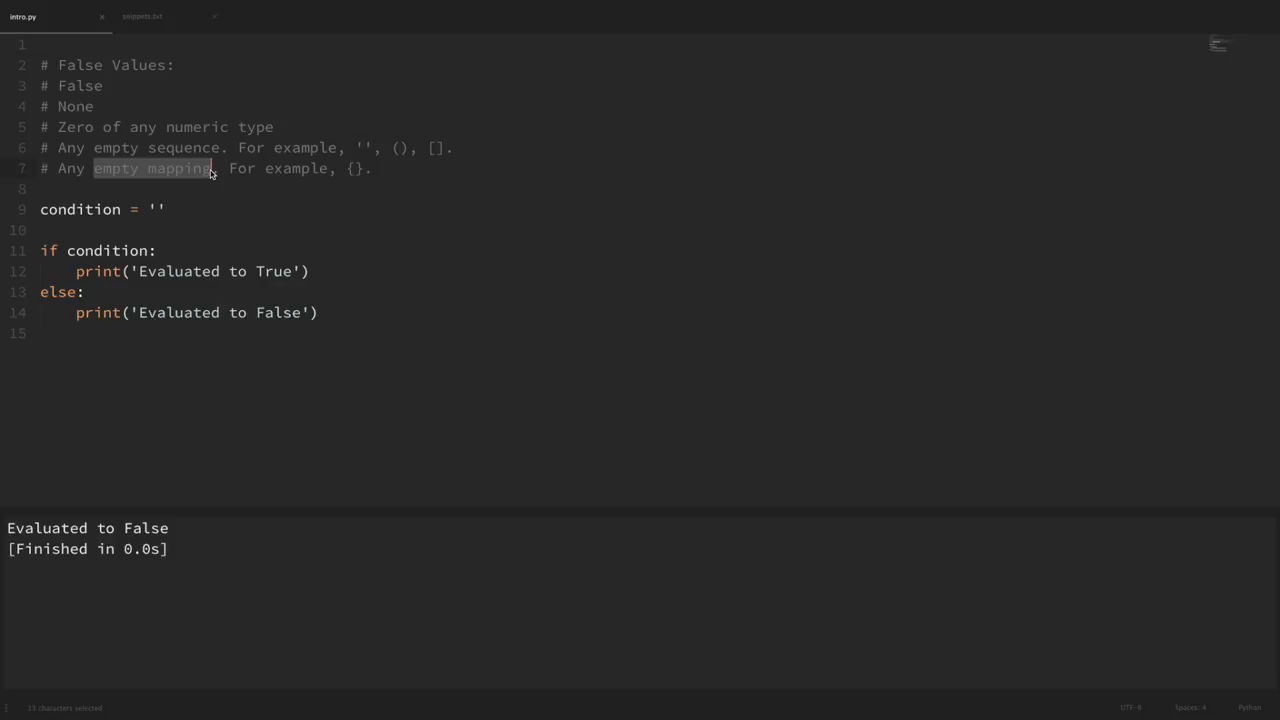 intro.py × snippets.txt ×
1
2 # False Values:
3 # False
4 # None
5 # Zero of any numeric type
6 # Any empty sequence. For example, '', (), [].
7 # Any empty mapping. For example, {}.
8
9 condition = ''
10
11 if condition:
12 print('Evaluated to True')
13 else:
14 print('Evaluated to False')
15
Evaluated to False
[Finished in 0.0s]
13 characters selected UTF-8 Spaces: 4 Python